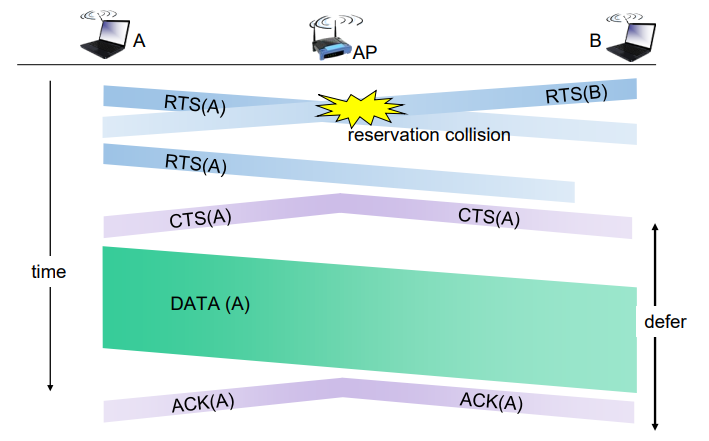 A
AP
B
RTS(A)
RTS(B)
reservation collision
RTS(A)
CTS(A)
CTS(A)
time
DATA (A)
defer
ACK(A)
ACK(A)